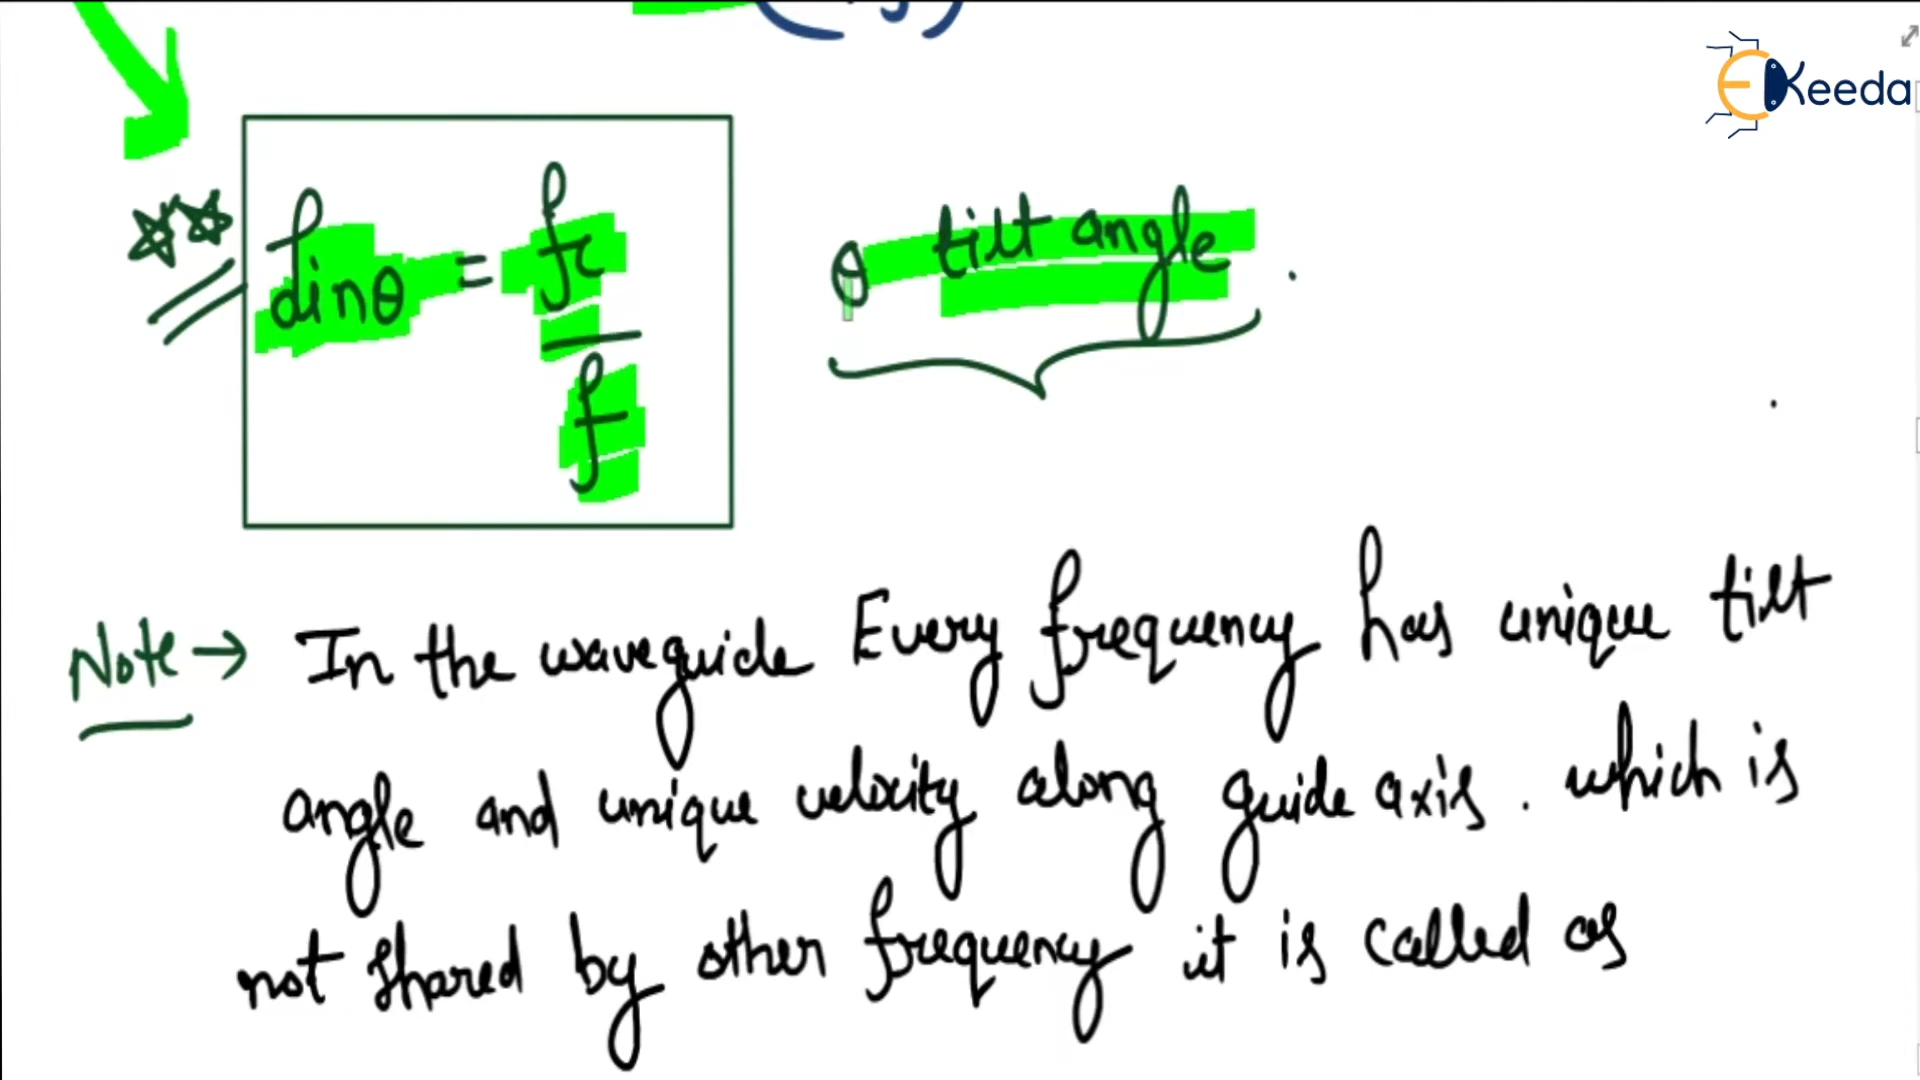 EKeeda
sinθ = fc / f
θ tilt angle.
Note → In the waveguide Every frequency has unique tilt
angle and unique velocity along guide axis. which is
not shared by other frequency it is called as